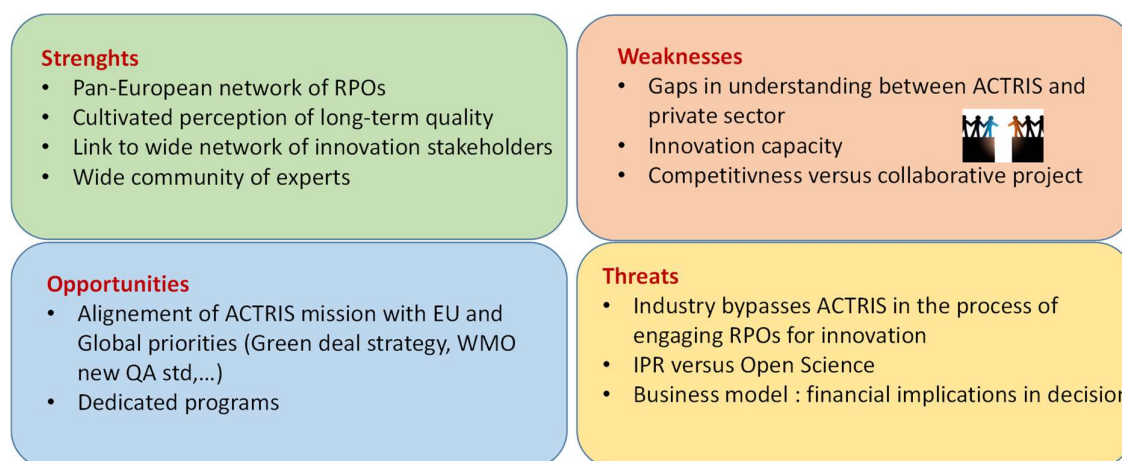 Strenghts
• Pan-European network of RPOs
• Cultivated perception of long-term quality
• Link to wide network of innovation stakeholders
• Wide community of experts
Weaknesses
• Gaps in understanding between ACTRIS and
private sector
• Innovation capacity
• Competitivness versus collaborative project
Opportunities
• Alignement of ACTRIS mission with EU and
Global priorities (Green deal strategy, WMO
new QA std,...)
• Dedicated programs
Threats
• Industry bypasses ACTRIS in the process of
engaging RPOs for innovation
• IPR versus Open Science
• Business model : financial implications in decision